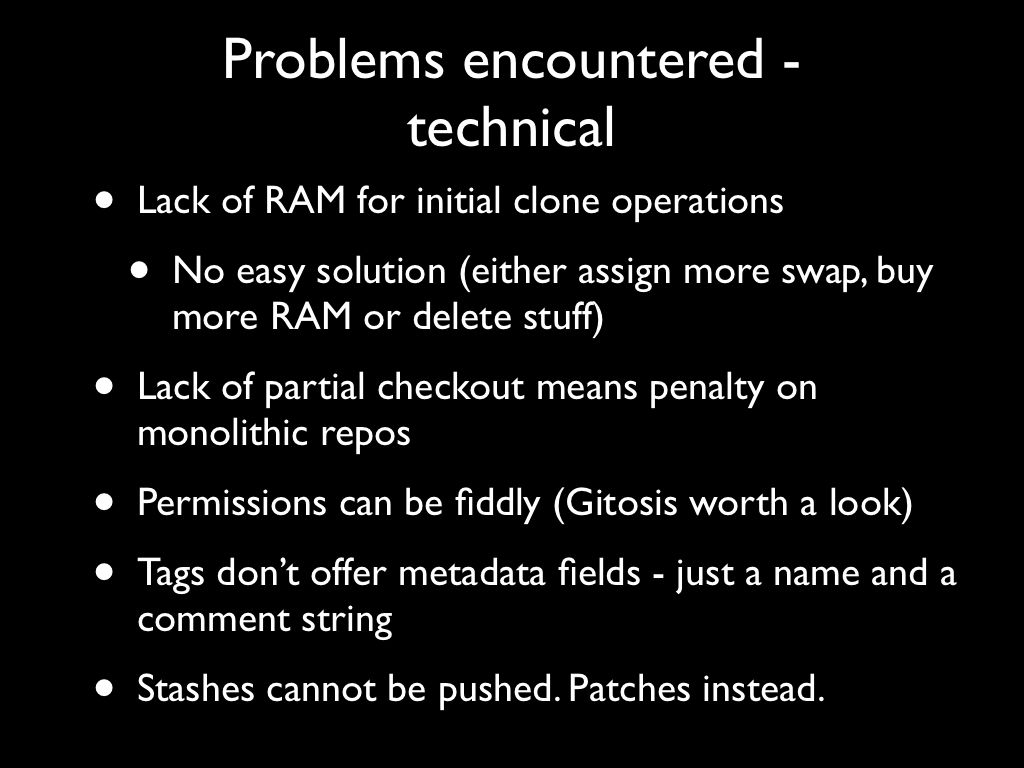 Problems encountered -
technical
• Lack of RAM for initial clone operations
• No easy solution (either assign more swap, buy
more RAM or delete stuff)
• Lack of partial checkout means penalty on
monolithic repos
• Permissions can be fiddly (Gitosis worth a look)
• Tags don’t offer metadata fields - just a name and a
comment string
• Stashes cannot be pushed. Patches instead.